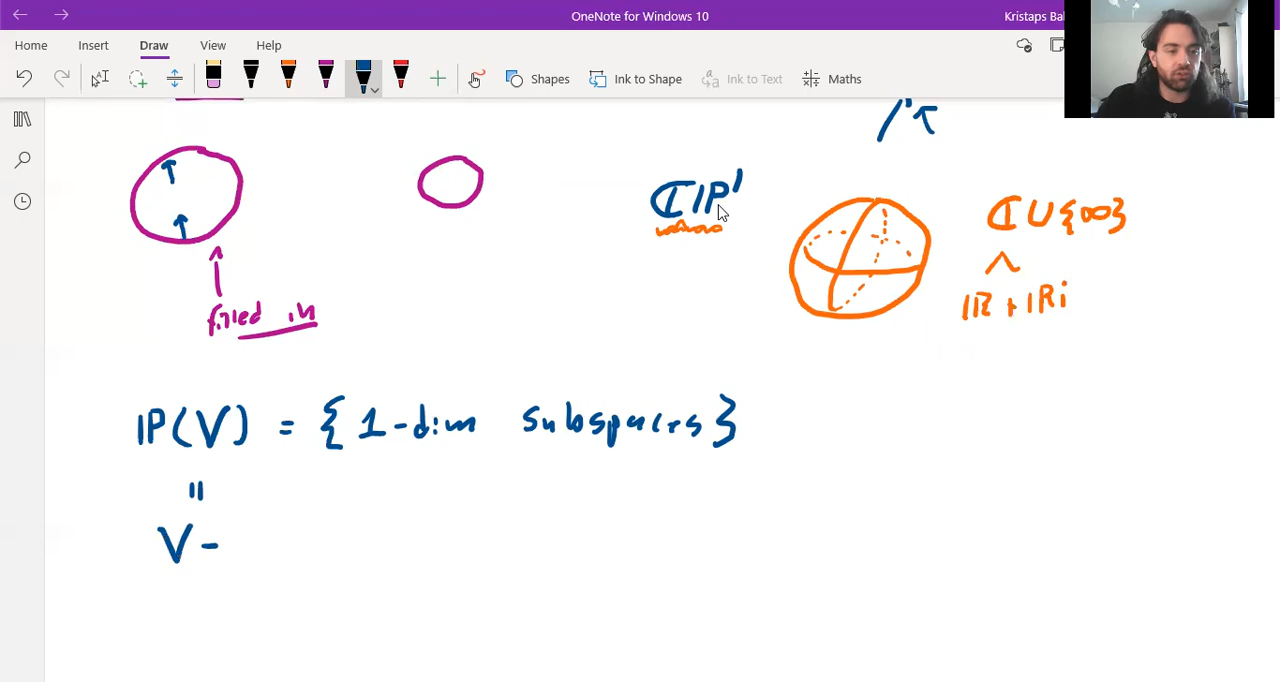 OneNote for Windows 10
Kristaps Bal
Home Insert Draw View Help
Shapes Ink to Shape Ink to Text Maths
ℂℙ¹
ℂ ∪ {∞}
ℝ + ℝi
filled in
ℙ(V) = {1-dim subspaces}
=
V -